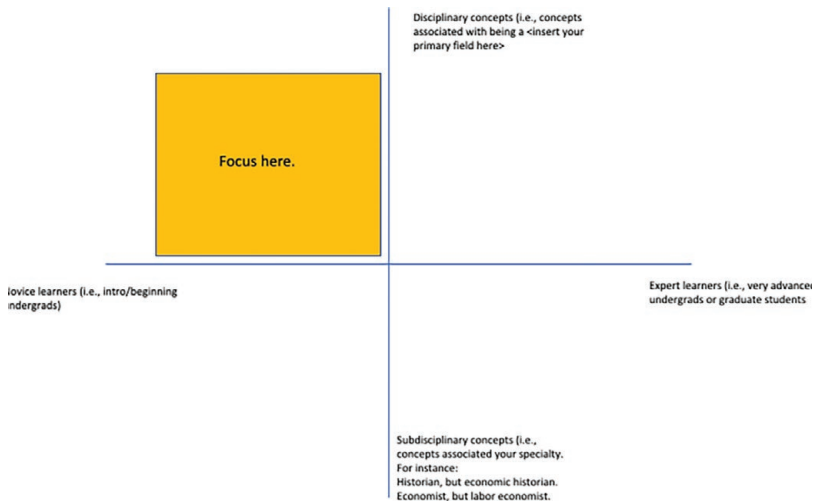 Disciplinary concepts (i.e., concepts
associated with being a <insert your
primary field here>
Focus here.
ovice learners (i.e., intro/beginning
ndergrads)
Expert learners (i.e., very advance
undergrads or graduate students
Subdisciplinary concepts (i.e.,
concepts associated your specialty.
For instance:
Historian, but economic historian.
Economist, but labor economist.